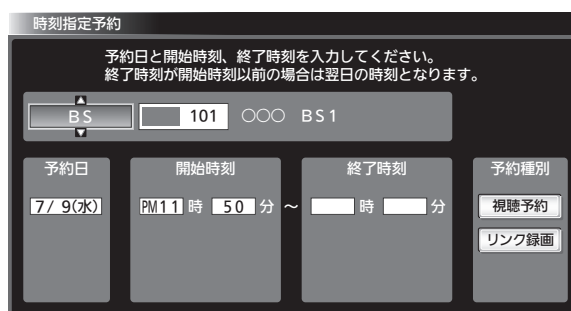 時刻指定予約
予約日と開始時刻、終了時刻を入力してください。
終了時刻が開始時刻以前の場合は翌日の時刻となります。
BS 101 ○○○ BS1
予約日 開始時刻 終了時刻 予約種別
7/ 9(水) PM11 時 50 分 ~ 時 分 視聴予約
リンク録画